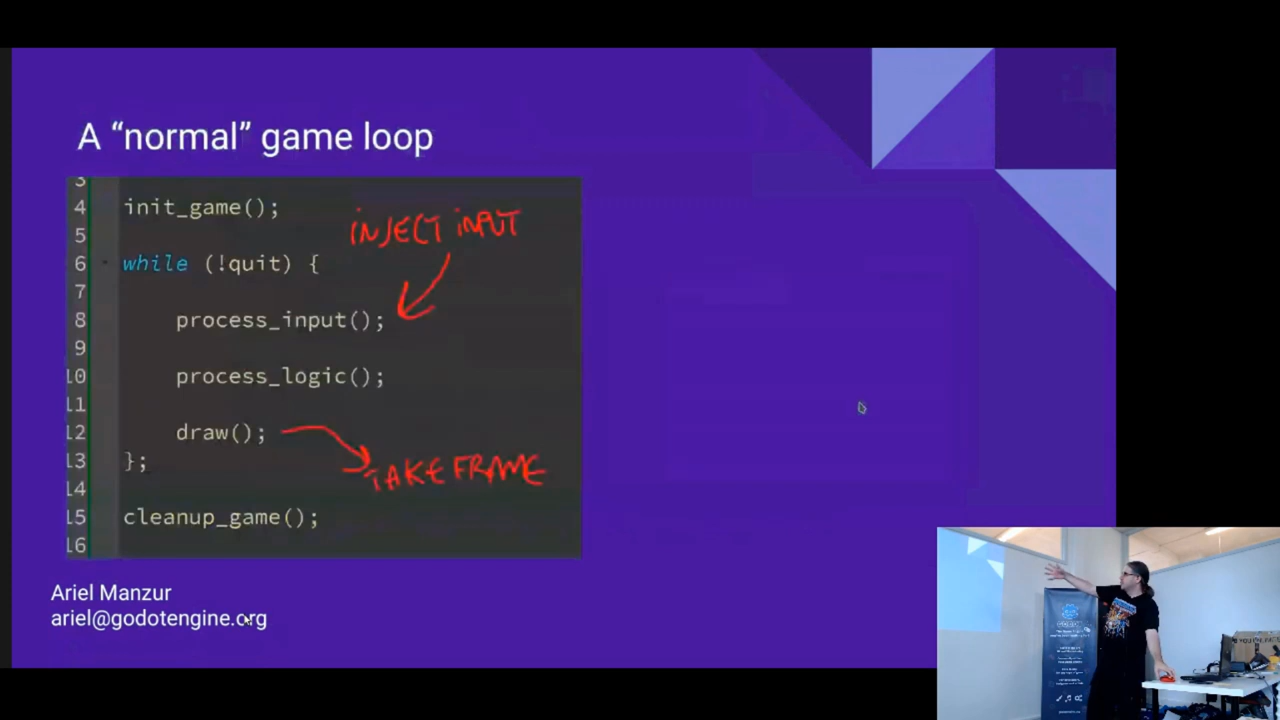 A “normal” game loop
3
4 init_game();
5
INJECT INPUT
6 while (!quit) {
7
8 process_input();
9
10 process_logic();
11
12 draw();
13 };
TAKE FRAME
14
15 cleanup_game();
16
Ariel Manzur
ariel@godotengine.org